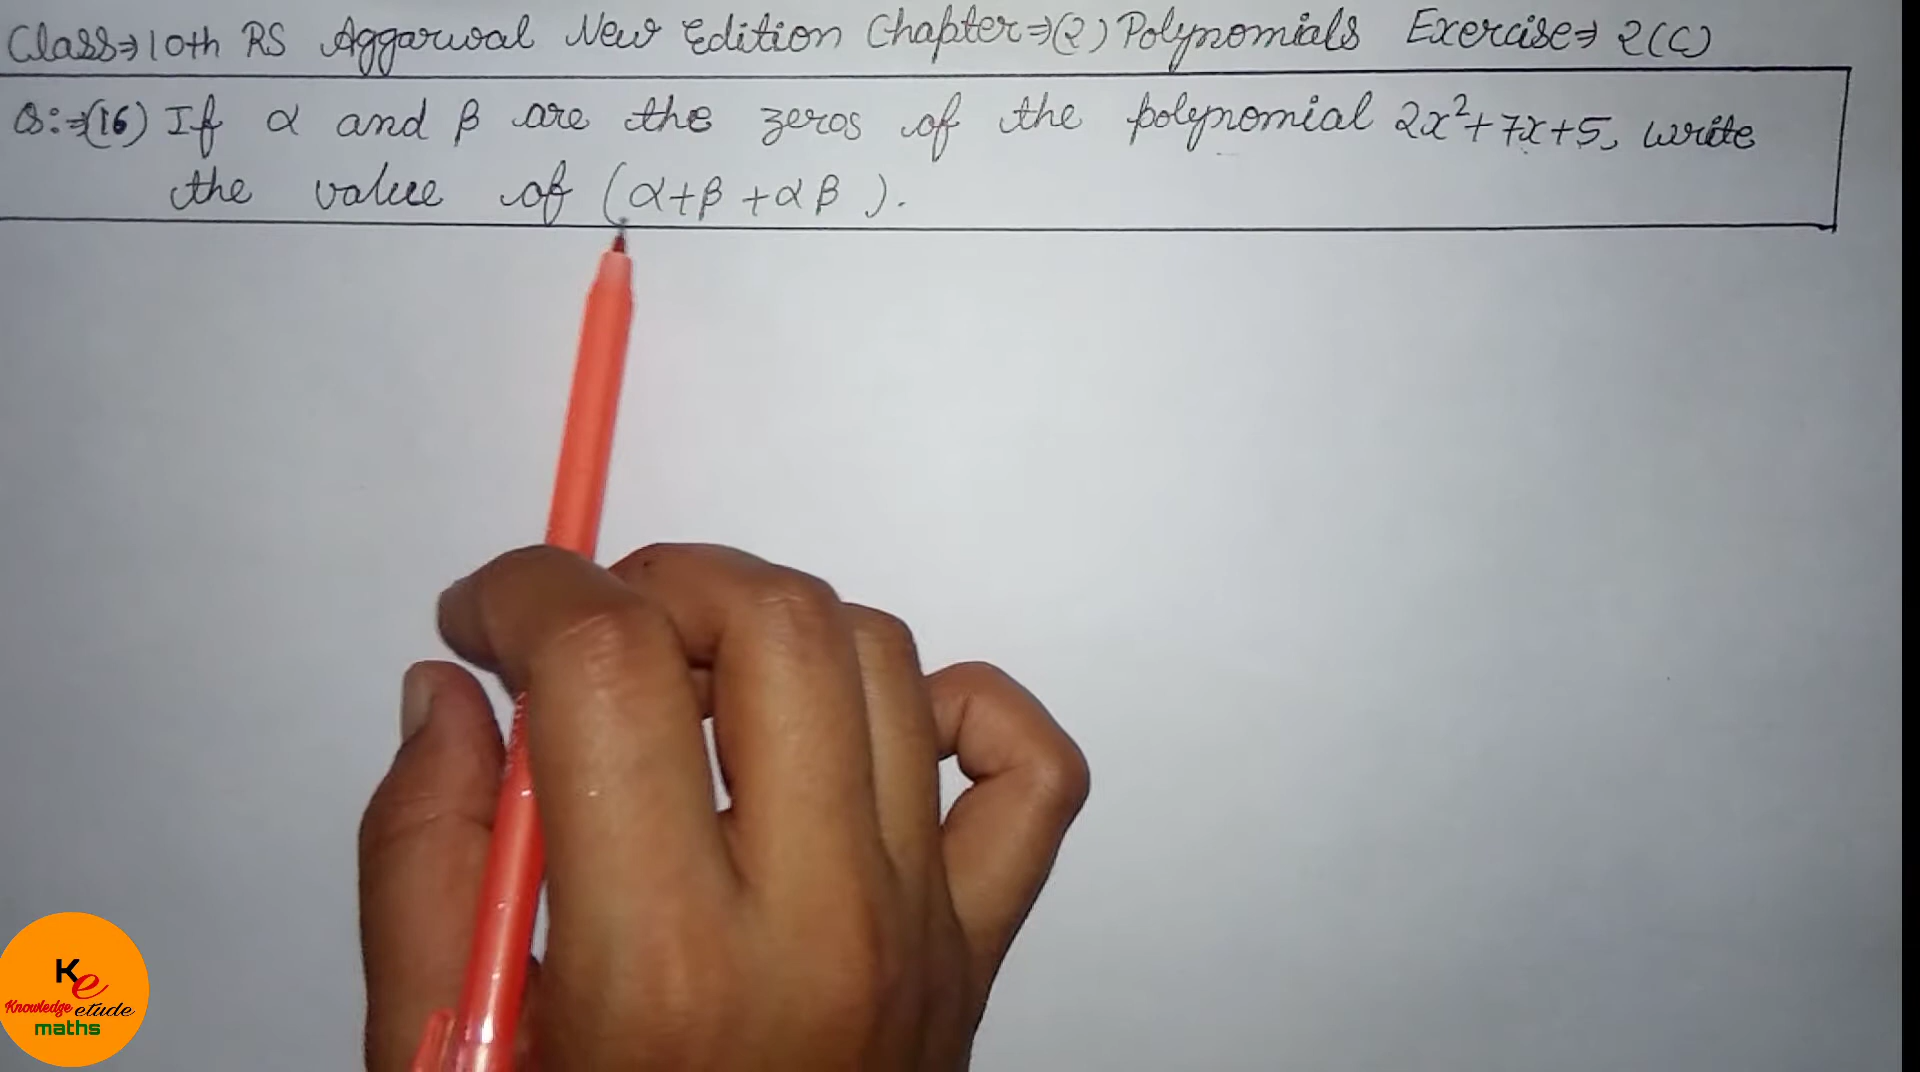 Class⇒10th RS Aggarwal New Edition Chapter⇒(2) Polynomials Exercise⇒ 2(C)
Q:⇒(16) If α and β are the zeros of the polynomial 2x²+7x+5, write
the value of (α+β+αβ).
Ke
Knowledge etude
maths